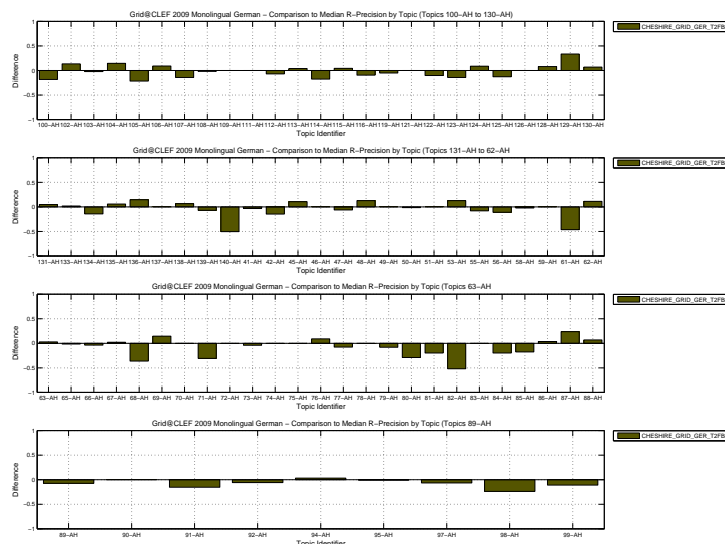 Grid@CLEF 2009 Monolingual German − Comparison to Median R−Precision by Topic (Topics 100−AH to 130−AH)
CHESHIRE_GRID_GER_T2FB
1
0.5
0
−0.5
−1
Difference
100−AH 102−AH 103−AH 104−AH 105−AH 106−AH 107−AH 108−AH 109−AH 111−AH 112−AH 113−AH 114−AH 115−AH 116−AH 119−AH 121−AH 122−AH 123−AH 124−AH 125−AH 126−AH 128−AH 129−AH 130−AH
Topic Identifier
Grid@CLEF 2009 Monolingual German − Comparison to Median R−Precision by Topic (Topics 131−AH to 62−AH
CHESHIRE_GRID_GER_T2FB
1
0.5
0
−0.5
−1
Difference
131−AH 133−AH 134−AH 135−AH 136−AH 137−AH 138−AH 139−AH 140−AH 41−AH 42−AH 44−AH 45−AH 46−AH 47−AH 48−AH 49−AH 50−AH 51−AH 53−AH 55−AH 56−AH 58−AH 59−AH 61−AH 62−AH
Topic Identifier
Grid@CLEF 2009 Monolingual German − Comparison to Median R−Precision by Topic (Topics 63−AH
CHESHIRE_GRID_GER_T2FB
1
0.5
0
−0.5
−1
Difference
63−AH 65−AH 66−AH 67−AH 68−AH 69−AH 70−AH 71−AH 72−AH 73−AH 74−AH 75−AH 76−AH 77−AH 78−AH 79−AH 80−AH 81−AH 82−AH 83−AH 84−AH 85−AH 86−AH 87−AH 88−AH
Topic Identifier
Grid@CLEF 2009 Monolingual German − Comparison to Median R−Precision by Topic (Topics 89−AH
CHESHIRE_GRID_GER_T2FB
1
0.5
0
−0.5
−1
Difference
89−AH 90−AH 91−AH 92−AH 94−AH 95−AH 97−AH 98−AH 99−AH
Topic Identifier